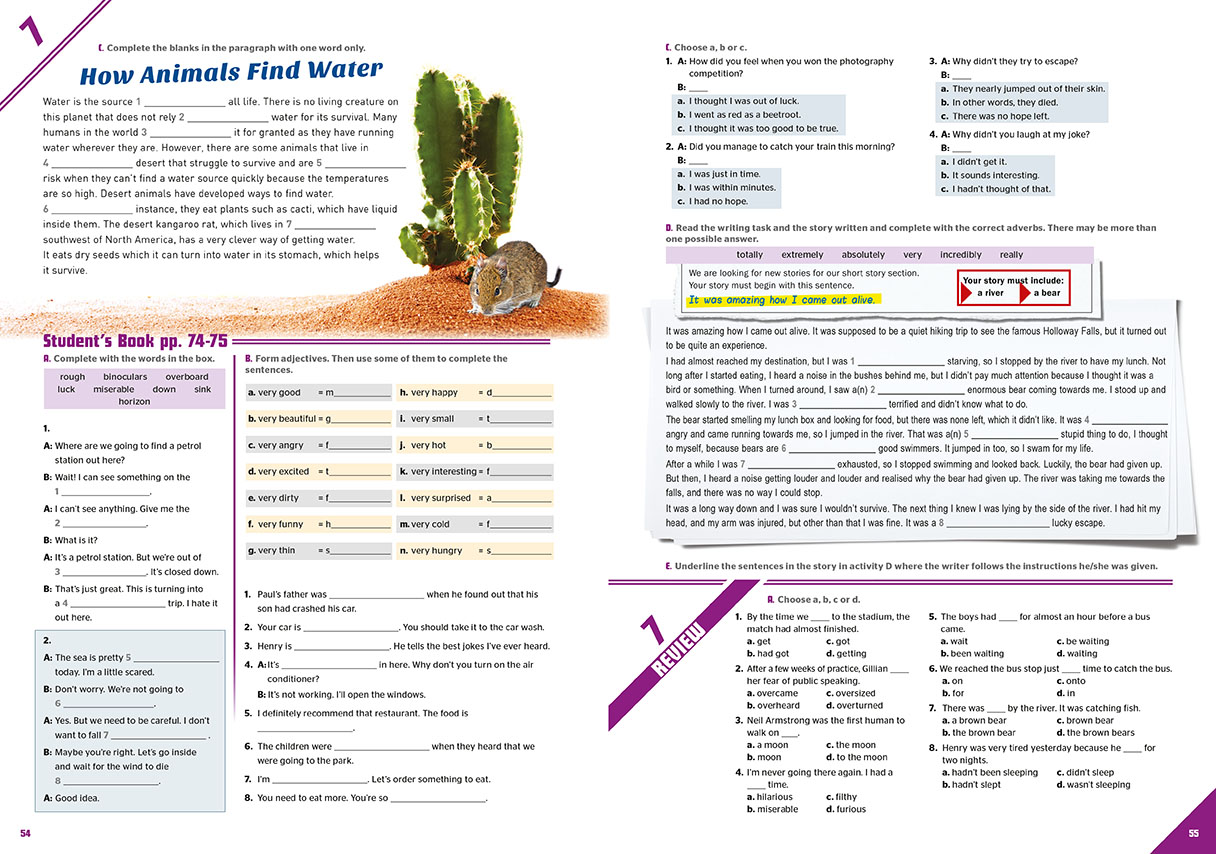 7
C. Complete the blanks in the paragraph with one word only.
How Animals Find Water
Water is the source 1 _______________ all life. There is no living creature on
this planet that does not rely 2 _______________ water for its survival. Many
humans in the world 3 _______________ it for granted as they have running
water wherever they are. However, there are some animals that live in
4 _______________ desert that struggle to survive and are 5 _______________
risk when they can't find a water source quickly because the temperatures
are so high. Desert animals have developed ways to find water.
6 _______________ instance, they eat plants such as cacti, which have liquid
inside them. The desert kangaroo rat, which lives in 7 _______________
southwest of North America, has a very clever way of getting water.
It eats dry seeds which it can turn into water in its stomach, which helps
it survive.
Student's Book pp. 74-75
A. Complete with the words in the box.
rough binoculars overboard
luck miserable down sink
horizon
1.
A: Where are we going to find a petrol
station out here?
B: Wait! I can see something on the
1 _______________.
A: I can't see anything. Give me the
2 _______________.
B: What is it?
A: It's a petrol station. But we're out of
3 _______________. It's closed down.
B: That's just great. This is turning into
a 4 _______________ trip. I hate it
out here.
2.
A: The sea is pretty 5 _______________
today. I'm a little scared.
B: Don't worry. We're not going to
6 _______________.
A: Yes. But we need to be careful. I don't
want to fall 7 _______________ .
B: Maybe you're right. Let's go inside
and wait for the wind to die
8 _______________.
A: Good idea.
B. Form adjectives. Then use some of them to complete the
sentences.
a. very good = m__________
b. very beautiful = g__________
c. very angry = f__________
d. very excited = t__________
e. very dirty = f__________
f. very funny = h__________
g. very thin = s__________
h. very happy = d__________
i. very small = t__________
j. very hot = b__________
k. very interesting = f__________
l. very surprised = a__________
m. very cold = f__________
n. very hungry = s__________
1. Paul's father was _______________ when he found out that his
son had crashed his car.
2. Your car is _______________. You should take it to the car wash.
3. Henry is _______________. He tells the best jokes I've ever heard.
4. A: It's _______________ in here. Why don't you turn on the air
conditioner?
B: It's not working. I'll open the windows.
5. I definitely recommend that restaurant. The food is
_______________.
6. The children were _______________ when they heard that we
were going to the park.
7. I'm _______________. Let's order something to eat.
8. You need to eat more. You're so _______________.
54
C. Choose a, b or c.
1. A: How did you feel when you won the photography
competition?
B: ____
a. I thought I was out of luck.
b. I went as red as a beetroot.
c. I thought it was too good to be true.
2. A: Did you manage to catch your train this morning?
B: ____
a. I was just in time.
b. I was within minutes.
c. I had no hope.
3. A: Why didn't they try to escape?
B: ____
a. They nearly jumped out of their skin.
b. In other words, they died.
c. There was no hope left.
4. A: Why didn't you laugh at my joke?
B: ____
a. I didn't get it.
b. It sounds interesting.
c. I hadn't thought of that.
D. Read the writing task and the story written and complete with the correct adverbs. There may be more than
one possible answer.
totally extremely absolutely very incredibly really
We are looking for new stories for our short story section.
Your story must begin with this sentence.
It was amazing how I came out alive.
Your story must include:
a river a bear
It was amazing how I came out alive. It was supposed to be a quiet hiking trip to see the famous Holloway Falls, but it turned out
to be quite an experience.
I had almost reached my destination, but I was 1 _______________ starving, so I stopped by the river to have my lunch. Not
long after I started eating, I heard a noise in the bushes behind me, but I didn't pay much attention because I thought it was a
bird or something. When I turned around, I saw a(n) 2 _______________ enormous bear coming towards me. I stood up and
walked slowly to the river. I was 3 _______________ terrified and didn't know what to do.
The bear started smelling my lunch box and looking for food, but there was none left, which it didn't like. It was 4 _______________
angry and came running towards me, so I jumped in the river. That was a(n) 5 _______________ stupid thing to do, I thought
to myself, because bears are 6 _______________ good swimmers. It jumped in too, so I swam for my life.
After a while I was 7 _______________ exhausted, so I stopped swimming and looked back. Luckily, the bear had given up.
But then, I heard a noise getting louder and louder and realised why the bear had given up. The river was taking me towards the
falls, and there was no way I could stop.
It was a long way down and I was sure I wouldn't survive. The next thing I knew I was lying by the side of the river. I had hit my
head, and my arm was injured, but other than that I was fine. It was a 8 _______________ lucky escape.
E. Underline the sentences in the story in activity D where the writer follows the instructions he/she was given.
7
REVIEW
A. Choose a, b, c or d.
1. By the time we ____ to the stadium, the
match had almost finished.
a. get c. got
b. had got d. getting
2. After a few weeks of practice, Gillian ____
her fear of public speaking.
a. overcame c. oversized
b. overheard d. overturned
3. Neil Armstrong was the first human to
walk on ____.
a. a moon c. the moon
b. moon d. to the moon
4. I'm never going there again. I had a
____ time.
a. hilarious c. filthy
b. miserable d. furious
5. The boys had ____ for almost an hour before a bus
came.
a. wait c. be waiting
b. been waiting d. waiting
6. We reached the bus stop just ____ time to catch the bus.
a. on c. onto
b. for d. in
7. There was ____ by the river. It was catching fish.
a. a brown bear c. brown bear
b. the brown bear d. the brown bears
8. Henry was very tired yesterday because he ____ for
two nights.
a. hadn't been sleeping c. didn't sleep
b. hadn't slept d. wasn't sleeping
55